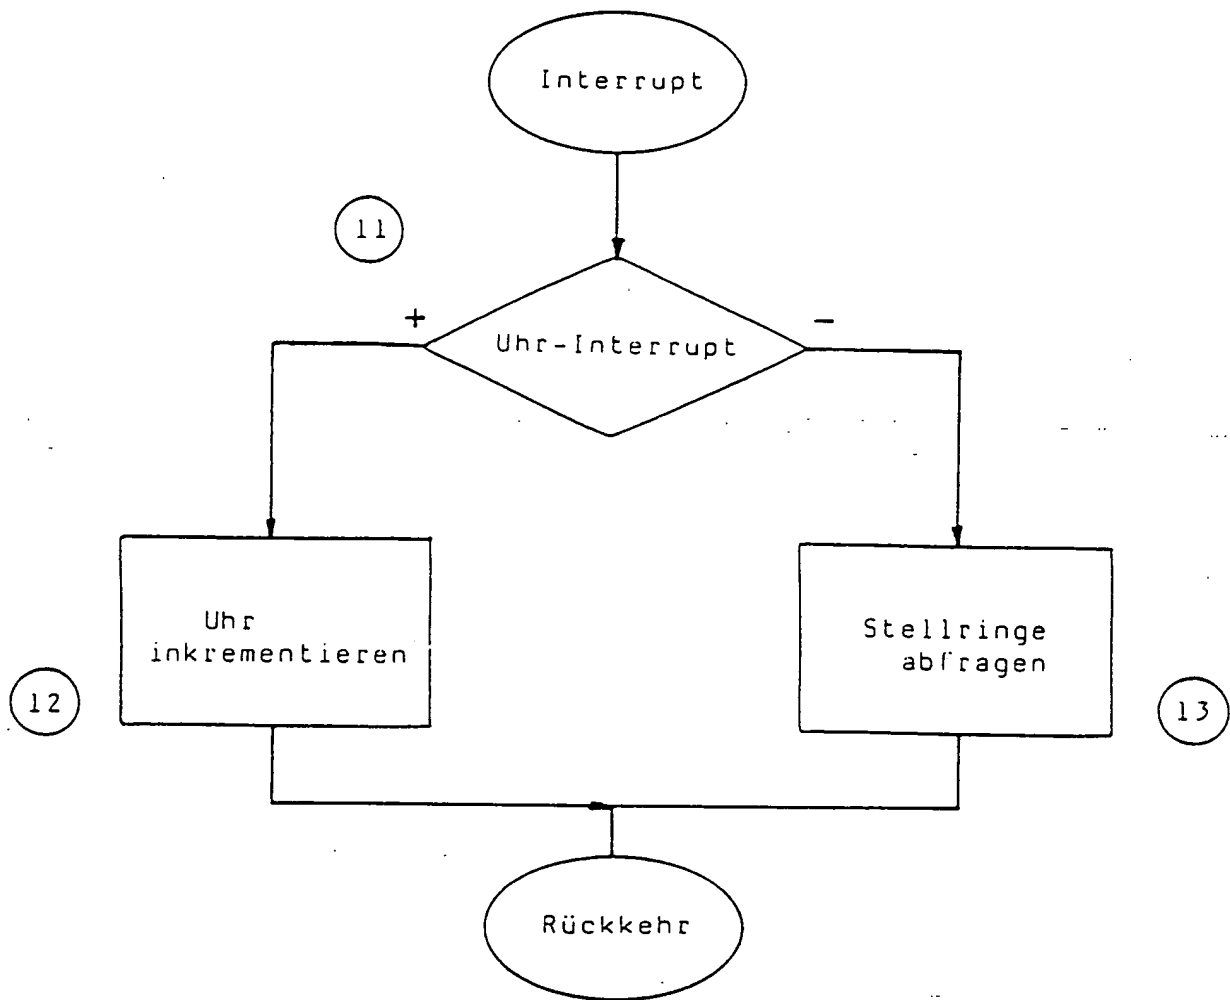 Interrupt
11
+
-
Uhr-Interrupt
Uhr
inkrementieren
Stellringe
abfragen
12
13
Rückkehr